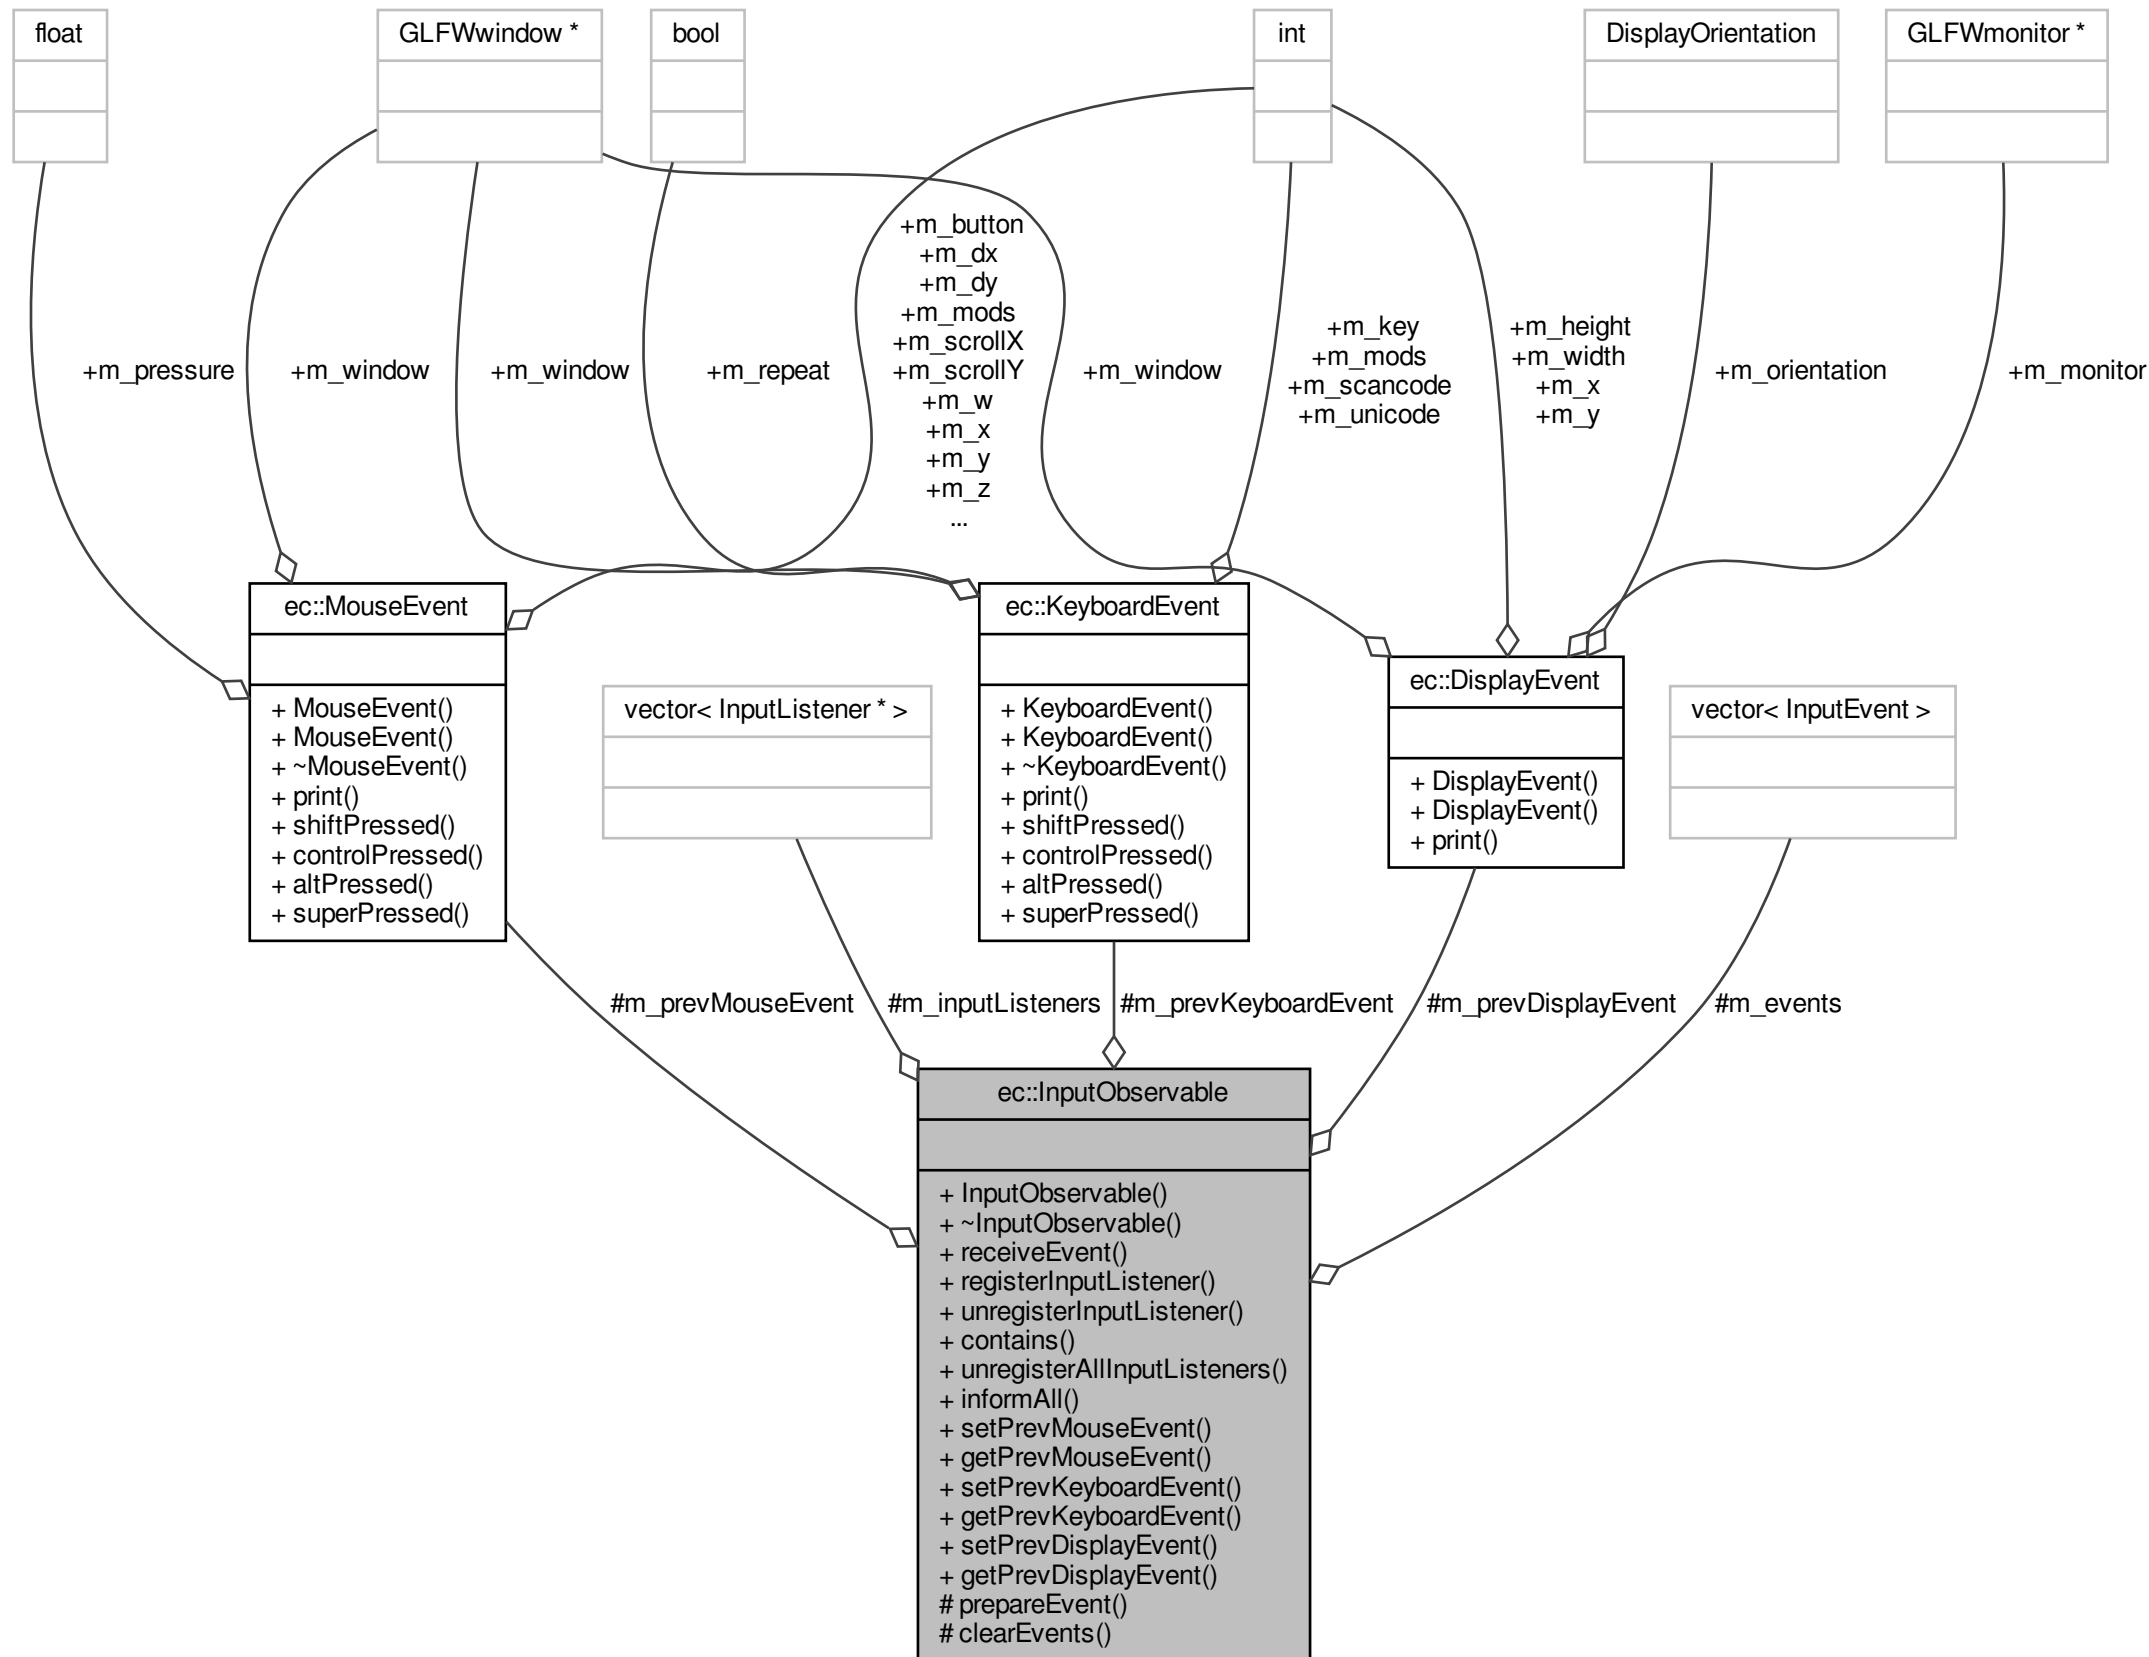 float
GLFWwindow *
bool
int
DisplayOrientation
GLFWmonitor *
+m_pressure
+m_window
+m_window
+m_repeat
+m_button
+m_dx
+m_dy
+m_mods
+m_scrollX
+m_scrollY
+m_w
+m_x
+m_y
+m_z
...
+m_window
+m_key
+m_mods
+m_scancode
+m_unicode
+m_height
+m_width
+m_x
+m_y
+m_orientation
+m_monitor
ec::MouseEvent
+ MouseEvent()
+ MouseEvent()
+ ~MouseEvent()
+ print()
+ shiftPressed()
+ controlPressed()
+ altPressed()
+ superPressed()
vector< InputListener * >
ec::KeyboardEvent
+ KeyboardEvent()
+ KeyboardEvent()
+ ~KeyboardEvent()
+ print()
+ shiftPressed()
+ controlPressed()
+ altPressed()
+ superPressed()
ec::DisplayEvent
+ DisplayEvent()
+ DisplayEvent()
+ print()
vector< InputEvent >
#m_prevMouseEvent
#m_inputListeners
#m_prevKeyboardEvent
#m_prevDisplayEvent
#m_events
ec::InputObservable
+ InputObservable()
+ ~InputObservable()
+ receiveEvent()
+ registerInputListener()
+ unregisterInputListener()
+ contains()
+ unregisterAllInputListeners()
+ informAll()
+ setPrevMouseEvent()
+ getPrevMouseEvent()
+ setPrevKeyboardEvent()
+ getPrevKeyboardEvent()
+ setPrevDisplayEvent()
+ getPrevDisplayEvent()
# prepareEvent()
# clearEvents()